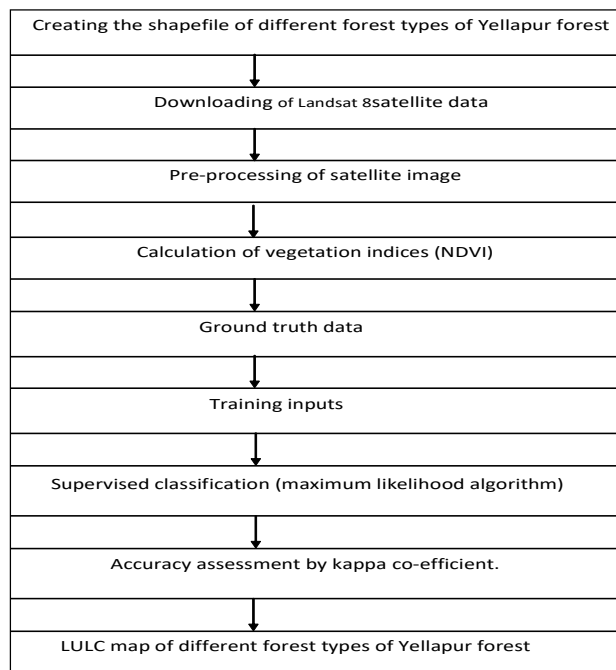 Creating the shapefile of different forest types of Yellapur forest
Downloading of Landsat 8satellite data
Pre-processing of satellite image
Calculation of vegetation indices (NDVI)
Ground truth data
Training inputs
Supervised classification (maximum likelihood algorithm)
Accuracy assessment by kappa co-efficient.
LULC map of different forest types of Yellapur forest